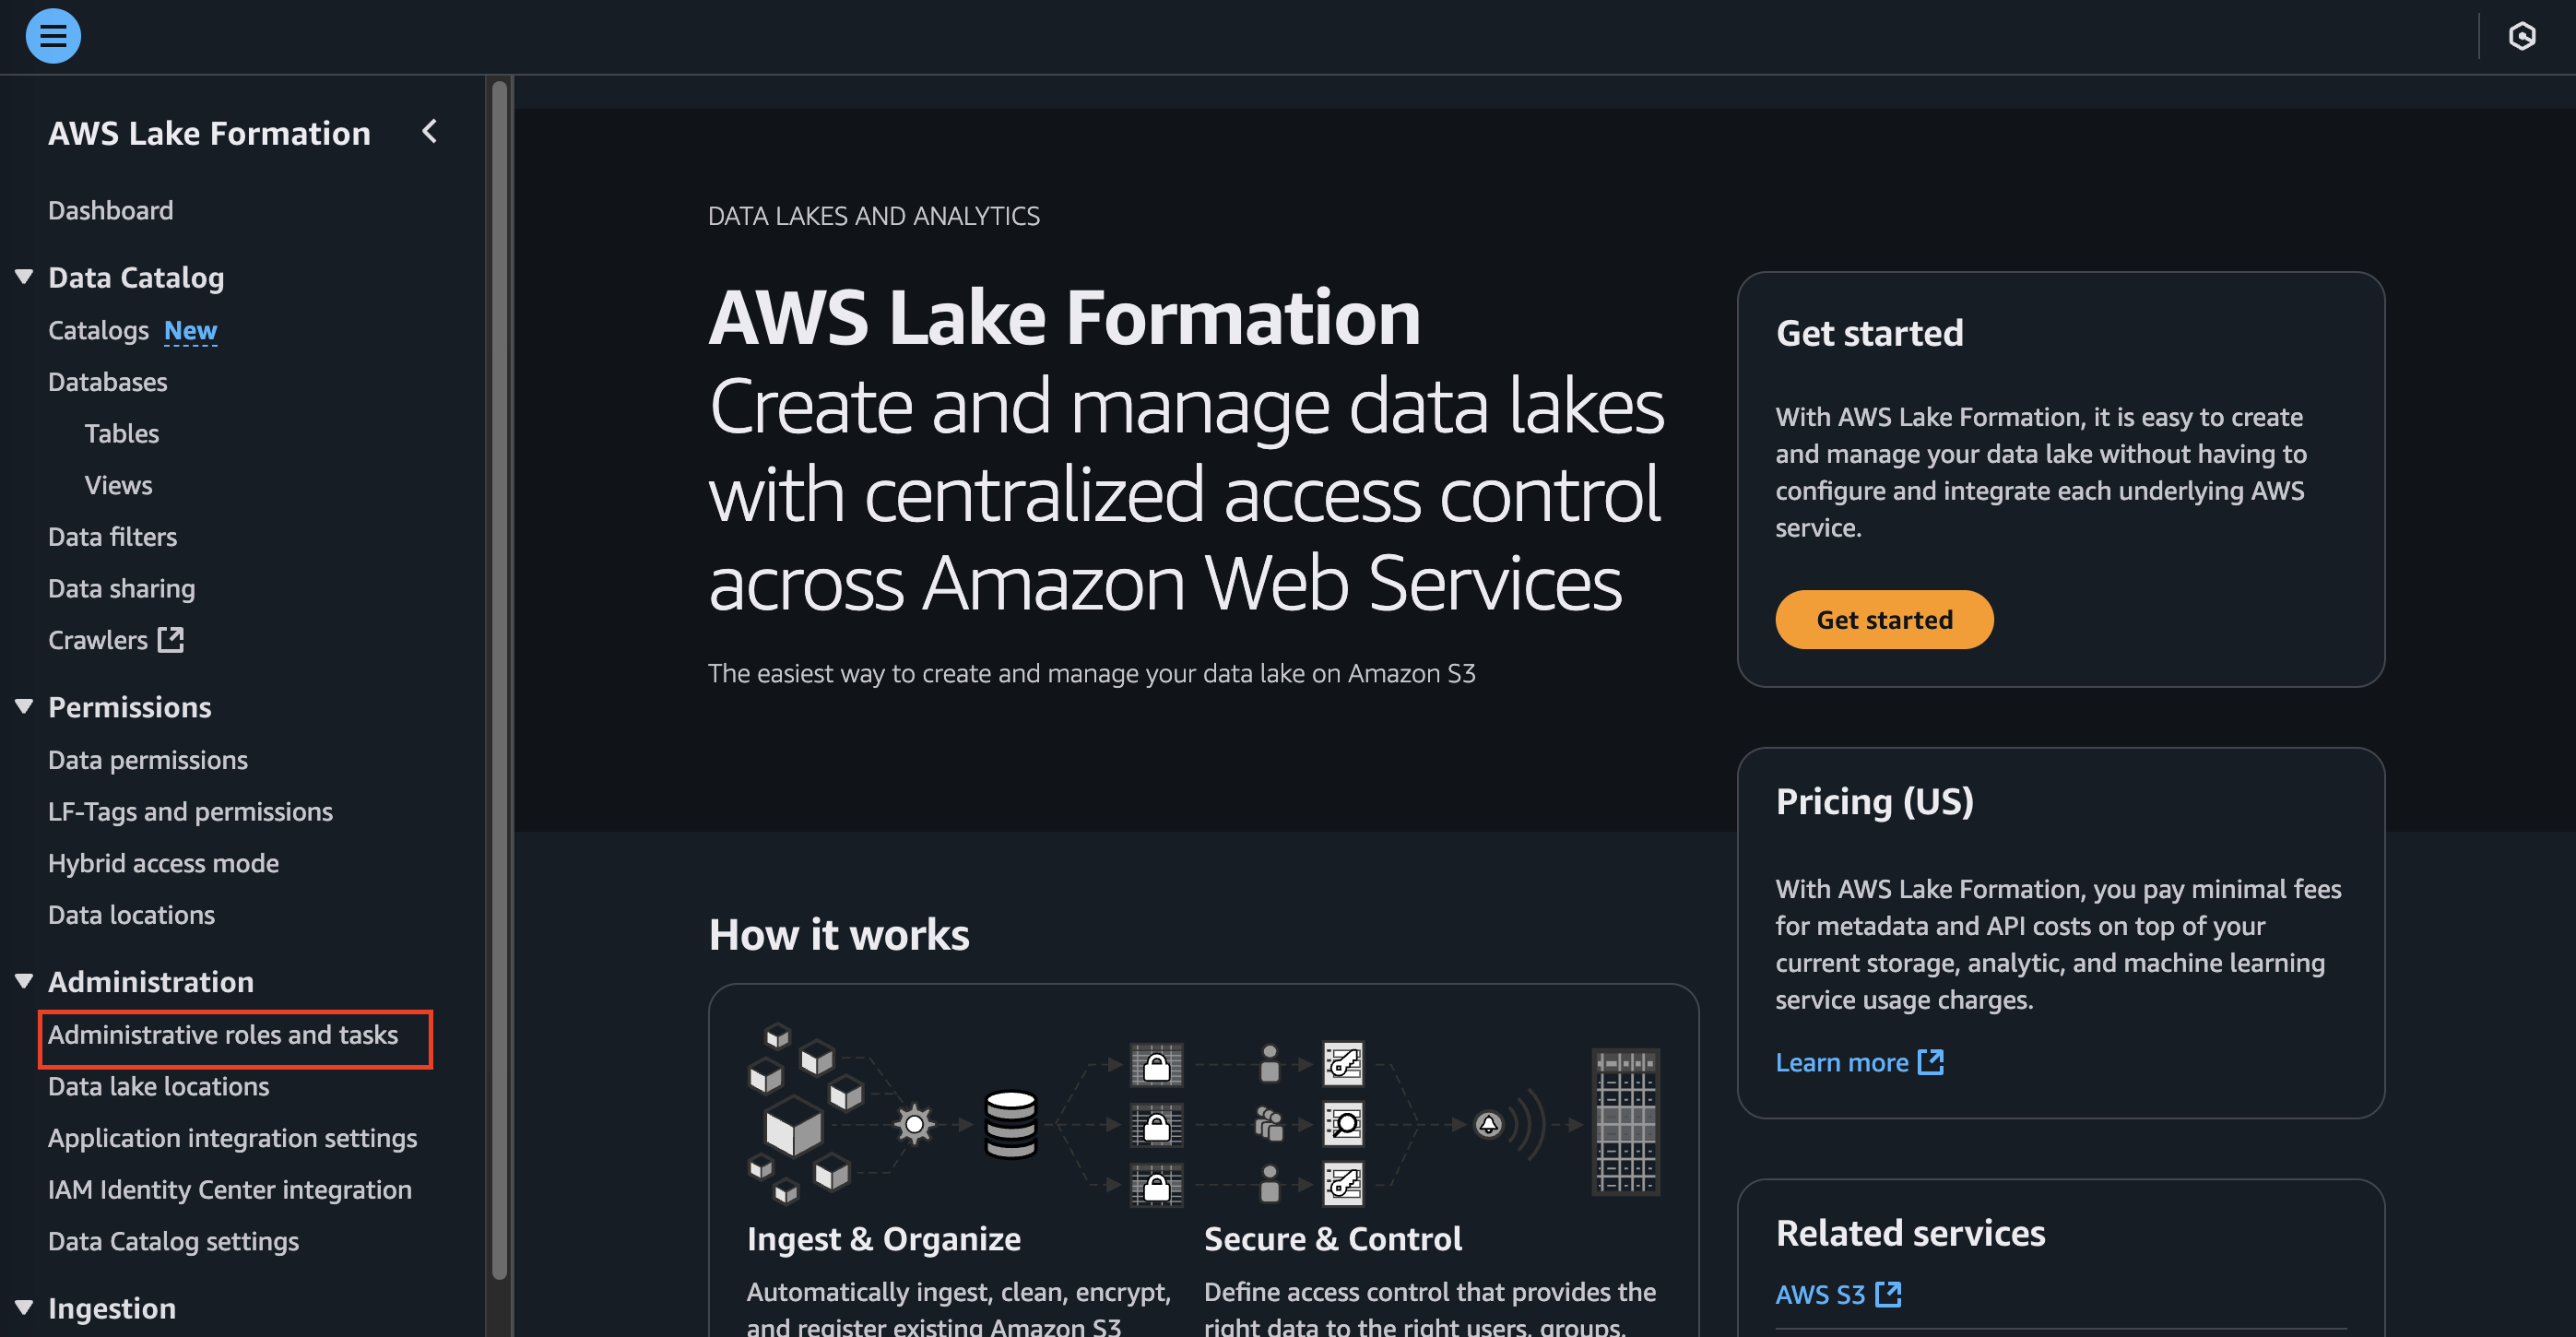 AWS Lake Formation
Dashboard
Data Catalog
Catalogs New
Databases
Tables
Views
Data filters
Data sharing
Crawlers
Permissions
Data permissions
LF-Tags and permissions
Hybrid access mode
Data locations
Administration
Administrative roles and tasks
Data lake locations
Application integration settings
IAM Identity Center integration
Data Catalog settings
Ingestion
DATA LAKES AND ANALYTICS
AWS Lake Formation
Create and manage data lakes
with centralized access control
across Amazon Web Services
The easiest way to create and manage your data lake on Amazon S3
Get started
With AWS Lake Formation, it is easy to create
and manage your data lake without having to
configure and integrate each underlying AWS
service.
Get started
Pricing (US)
With AWS Lake Formation, you pay minimal fees
for metadata and API costs on top of your
current storage, analytic, and machine learning
service usage charges.
Learn more
How it works
Ingest & Organize
Automatically ingest, clean, encrypt,
and register existing Amazon S3
Secure & Control
Define access control that provides the
right data to the right users, groups,
Related services
AWS S3